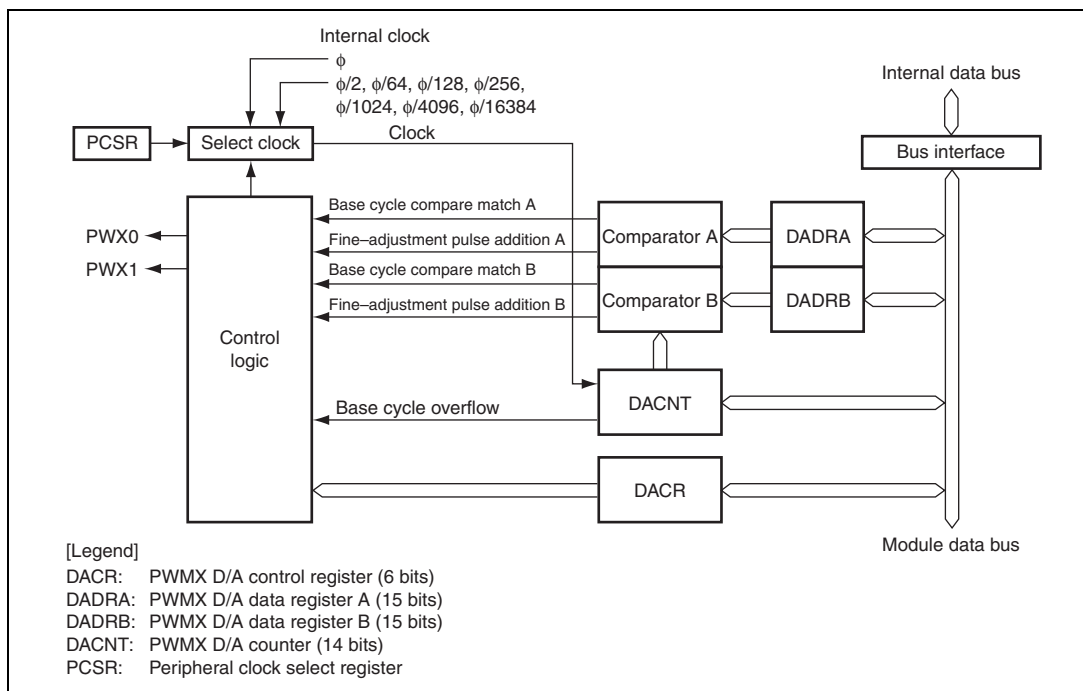 Internal clock
ϕ
ϕ/2, ϕ/64, ϕ/128, ϕ/256,
ϕ/1024, ϕ/4096, ϕ/16384
Internal data bus
PCSR
Select clock
Clock
Bus interface
Control
logic
PWX0
PWX1
Base cycle compare match A
Fine–adjustment pulse addition A
Base cycle compare match B
Fine–adjustment pulse addition B
Comparator A
DADRA
Comparator B
DADRB
Base cycle overflow
DACNT
DACR
Module data bus
[Legend]
DACR: PWMX D/A control register (6 bits)
DADRA: PWMX D/A data register A (15 bits)
DADRB: PWMX D/A data register B (15 bits)
DACNT: PWMX D/A counter (14 bits)
PCSR: Peripheral clock select register